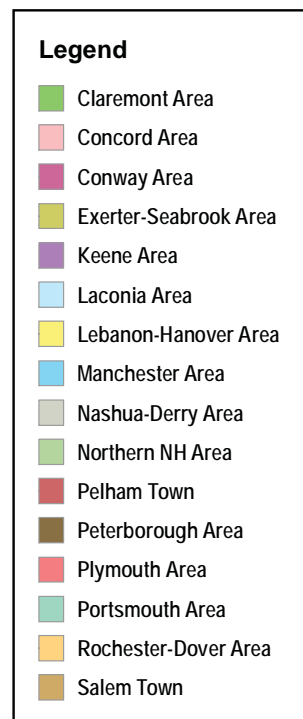 Legend
Claremont Area
Concord Area
Conway Area
Exerter-Seabrook Area
Keene Area
Laconia Area
Lebanon-Hanover Area
Manchester Area
Nashua-Derry Area
Northern NH Area
Pelham Town
Peterborough Area
Plymouth Area
Portsmouth Area
Rochester-Dover Area
Salem Town